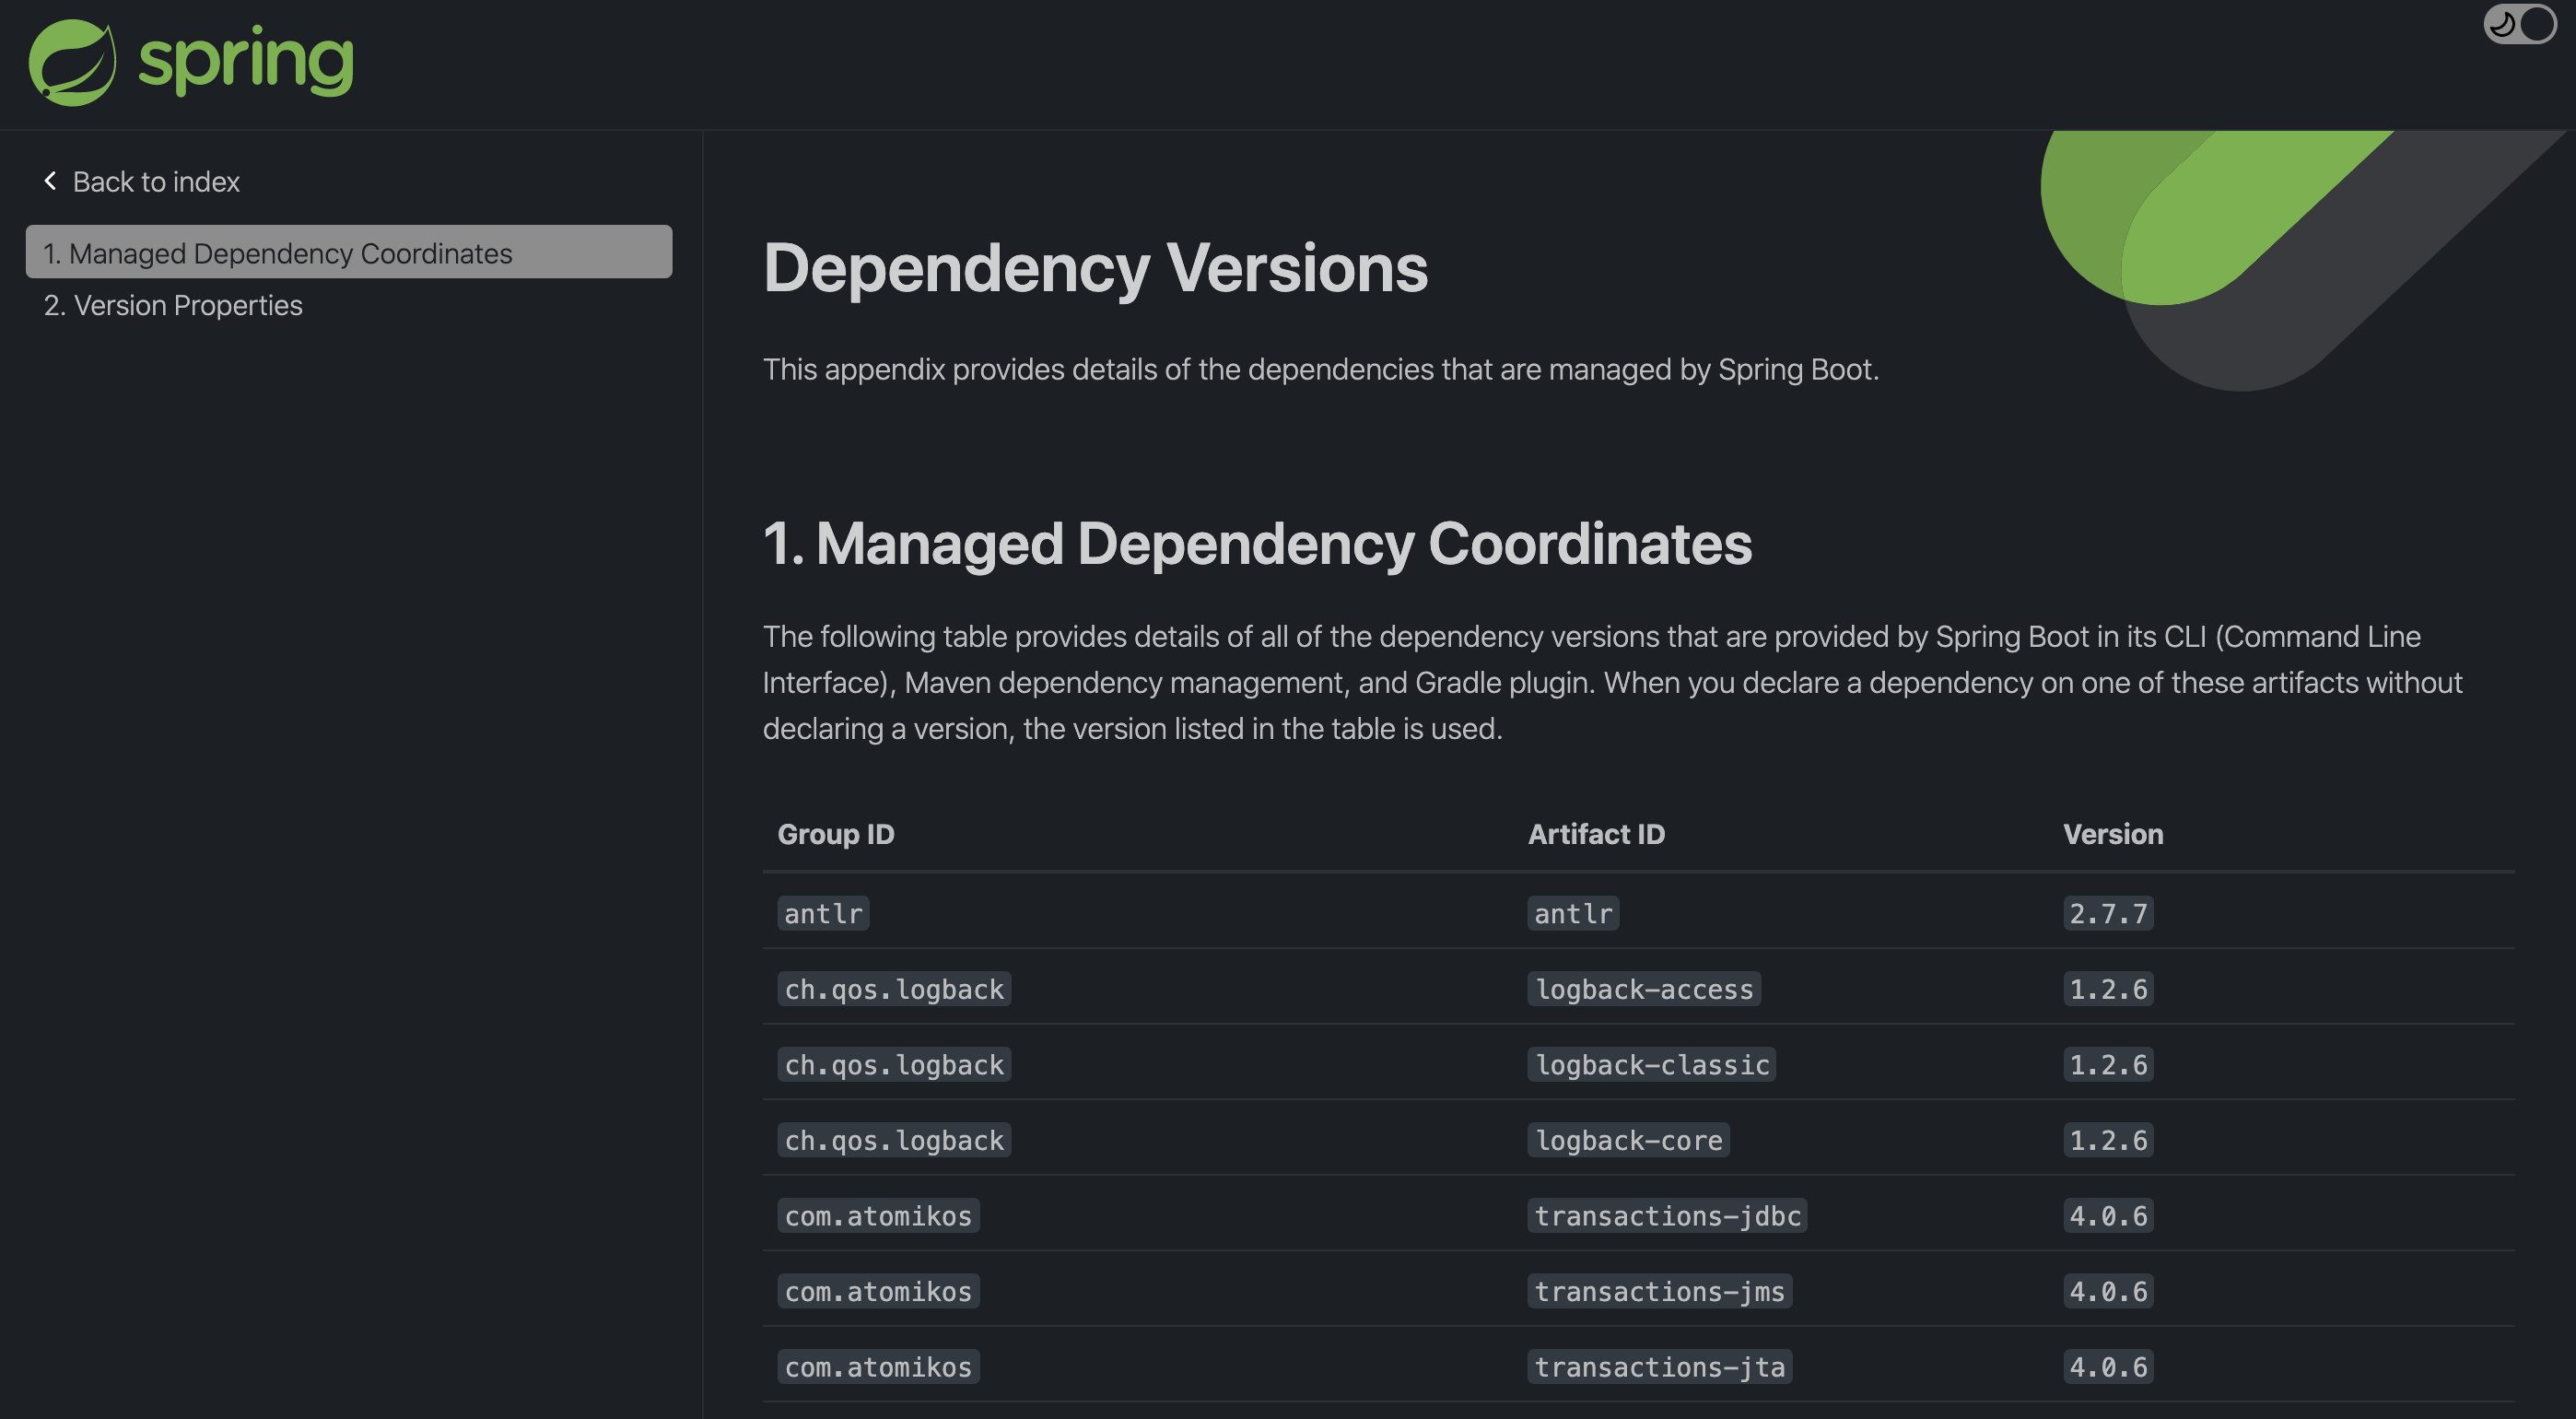 spring
Back to index
1. Managed Dependency Coordinates
2. Version Properties
Dependency Versions
This appendix provides details of the dependencies that are managed by Spring Boot.
1. Managed Dependency Coordinates
The following table provides details of all of the dependency versions that are provided by Spring Boot in its CLI (Command Line
Interface), Maven dependency management, and Gradle plugin. When you declare a dependency on one of these artifacts without
declaring a version, the version listed in the table is used.
Group ID Artifact ID Version
antlr antlr 2.7.7
ch.qos.logback logback-access 1.2.6
ch.qos.logback logback-classic 1.2.6
ch.qos.logback logback-core 1.2.6
com.atomikos transactions-jdbc 4.0.6
com.atomikos transactions-jms 4.0.6
com.atomikos transactions-jta 4.0.6